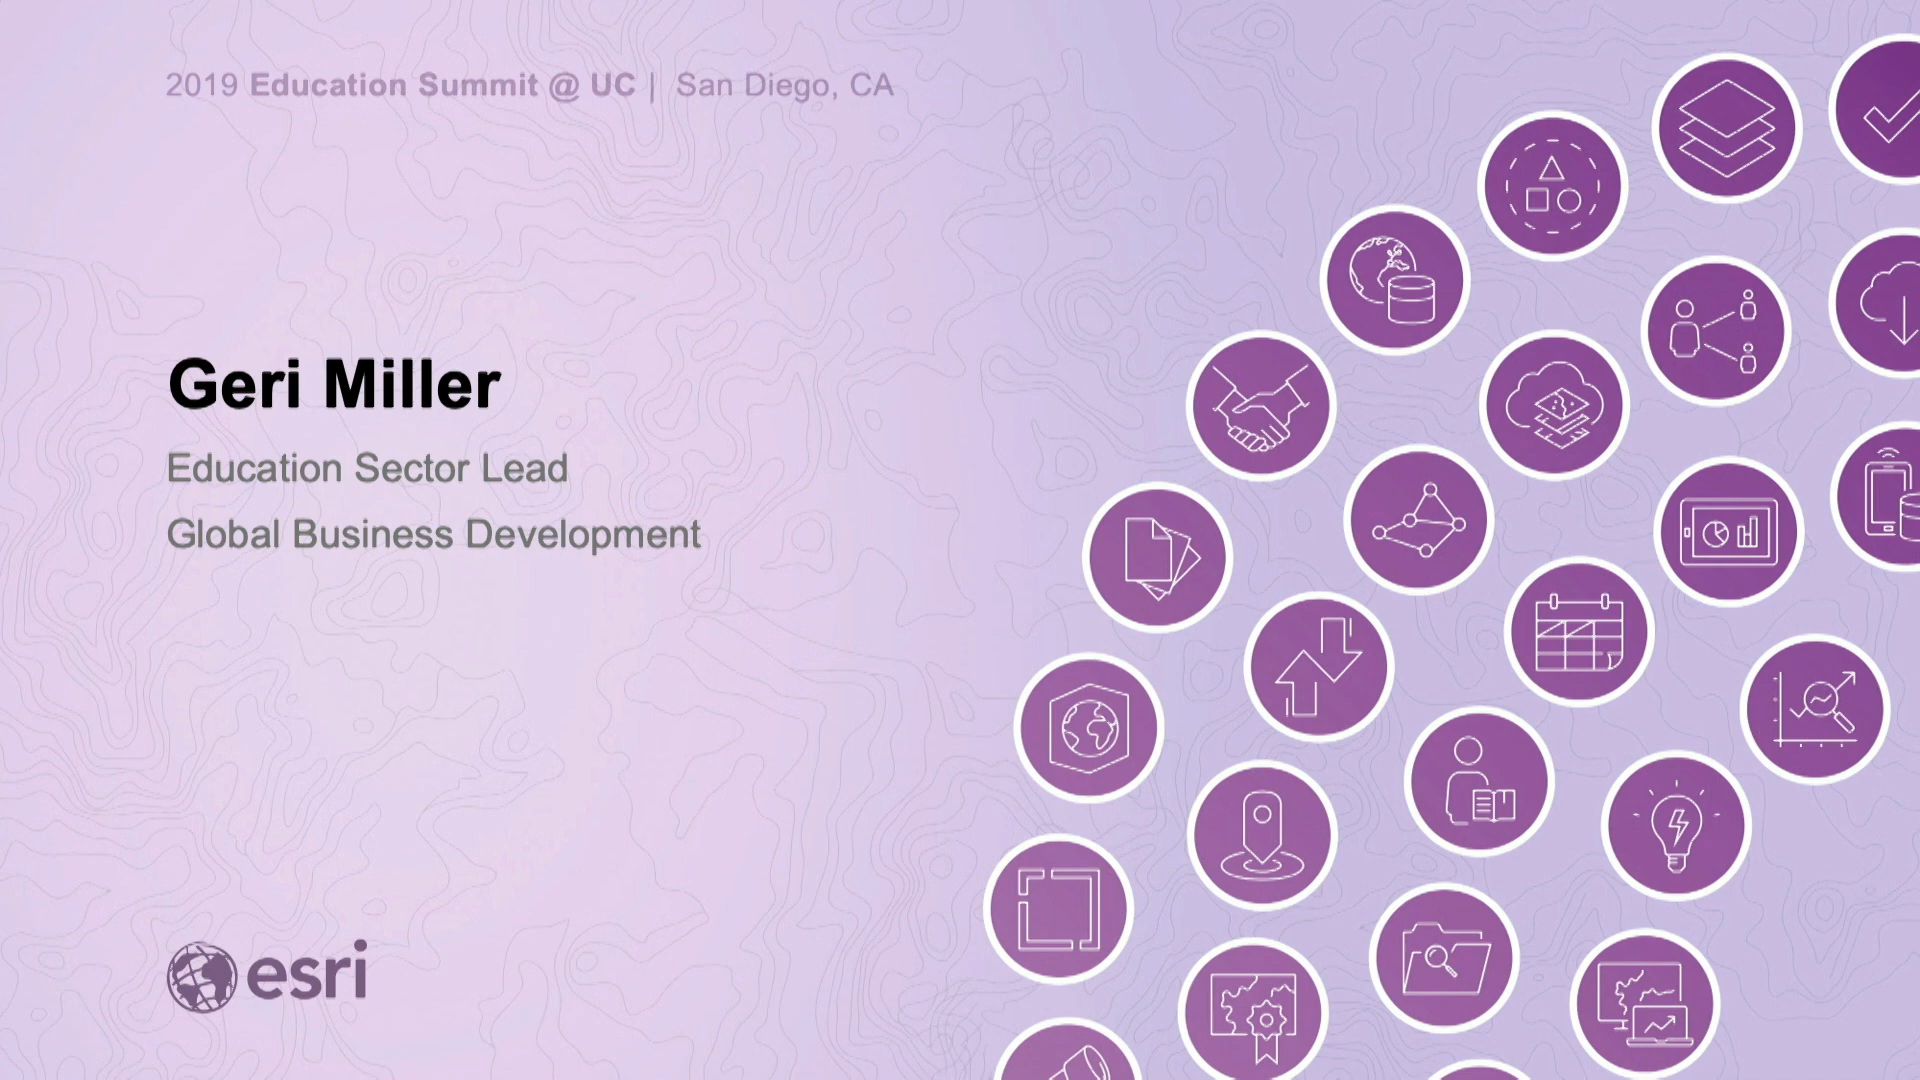 2019 Education Summit @ UC | San Diego, CA
Geri Miller
Education Sector Lead
Global Business Development
esri